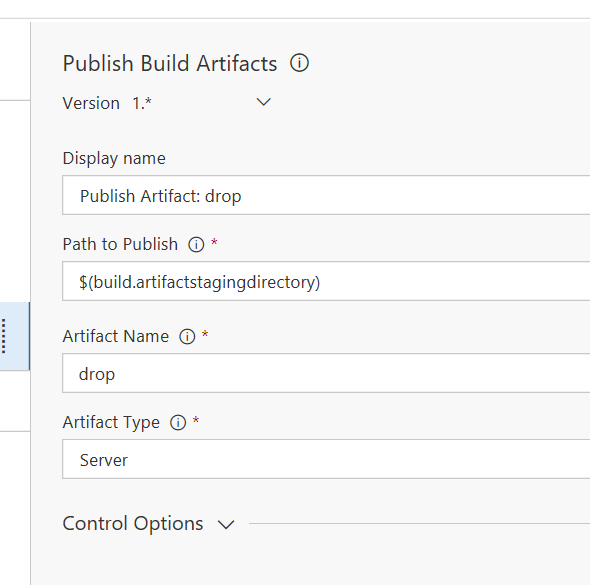 Publish Build Artifacts
Version 1.*
Display name
Publish Artifact: drop
Path to Publish *
$(build.artifactstagingdirectory)
Artifact Name *
drop
Artifact Type *
Server
Control Options